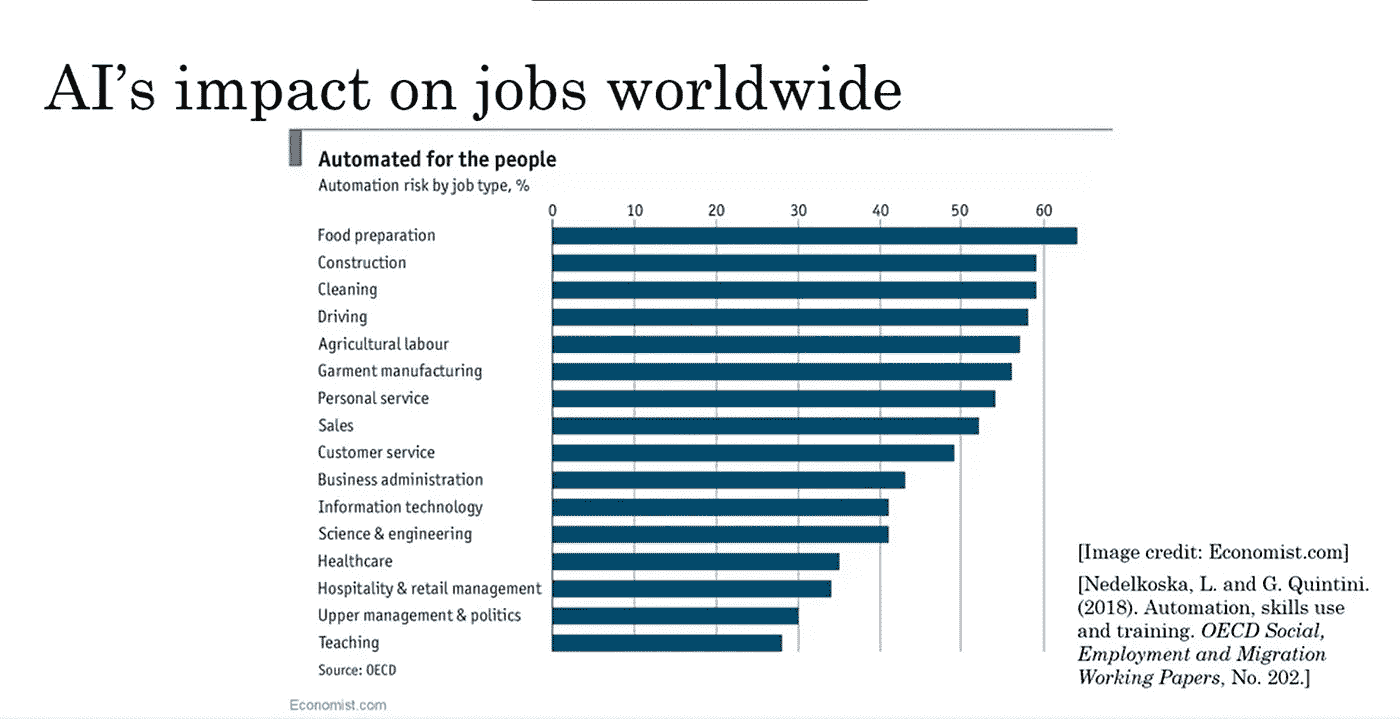 AI's impact on jobs worldwide
Automated for the people
Automation risk by job type, %
0 10 20 30 40 50 60
Food preparation
Construction
Cleaning
Driving
Agricultural labour
Garment manufacturing
Personal service
Sales
Customer service
Business administration
Information technology
Science & engineering
Healthcare
Hospitality & retail management
Upper management & politics
Teaching
Source: OECD
Economist.com
[Image credit: Economist.com]
[Nedelkoska, L. and G. Quintini.
(2018). Automation, skills use
and training. OECD Social,
Employment and Migration
Working Papers, No. 202.]